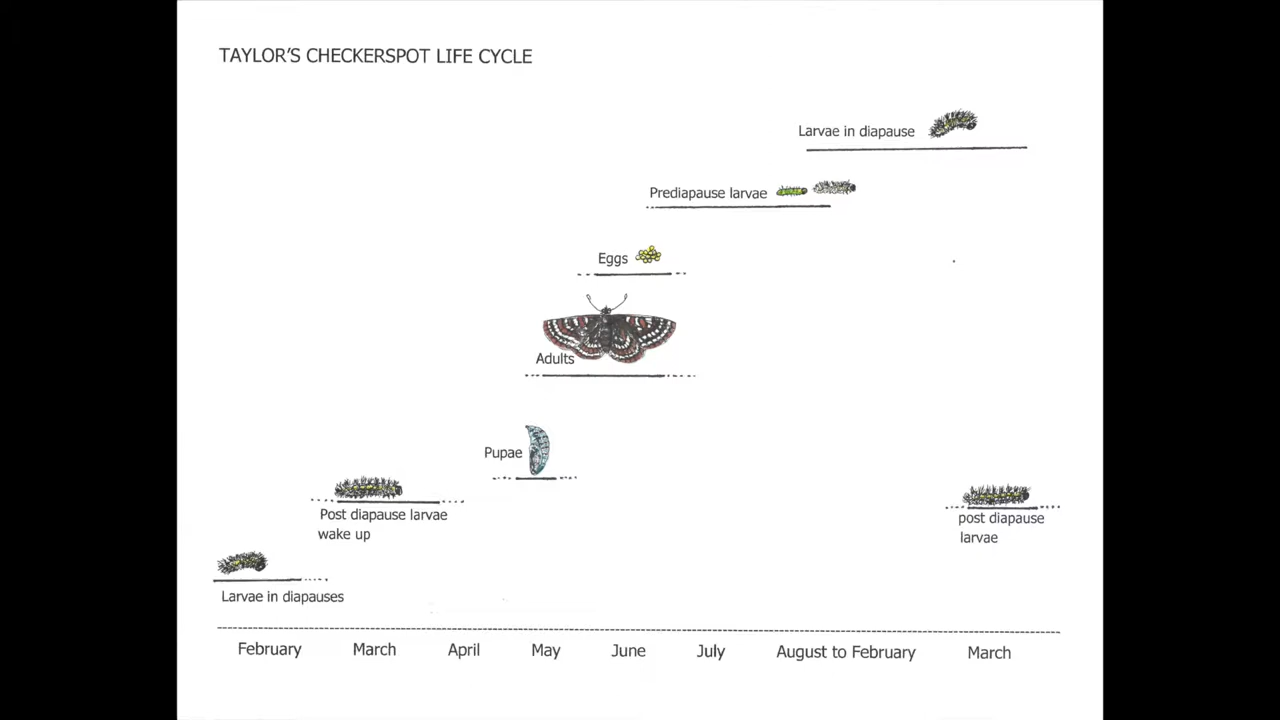 TAYLOR'S CHECKERSPOT LIFE CYCLE
Larvae in diapause
Prediapause larvae
Eggs
Adults
Pupae
Post diapause larvae
wake up
post diapause
larvae
Larvae in diapauses
February March April May June July August to February March